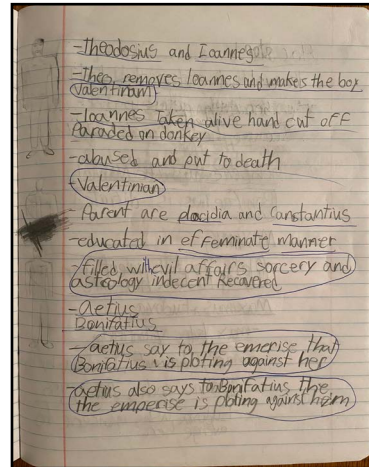 -theodosius and Ioannes
-Theo, removes Ioannes and makes the boy
Valentinian
-Ioannes taken alive hand cut off
Paraded on donkey
-abused and put to death
-Valentinian
-Parent are placidia and Constantius
-educated in effeminate manner
filled with evil affairs sorcery and
astrology indecent Recovered
-Aetius
Bonifatius
-aetius say to the emerise that
Bonifatius is ploting against her
-aetius also says to Bonifatius the
the emperise is ploting against him